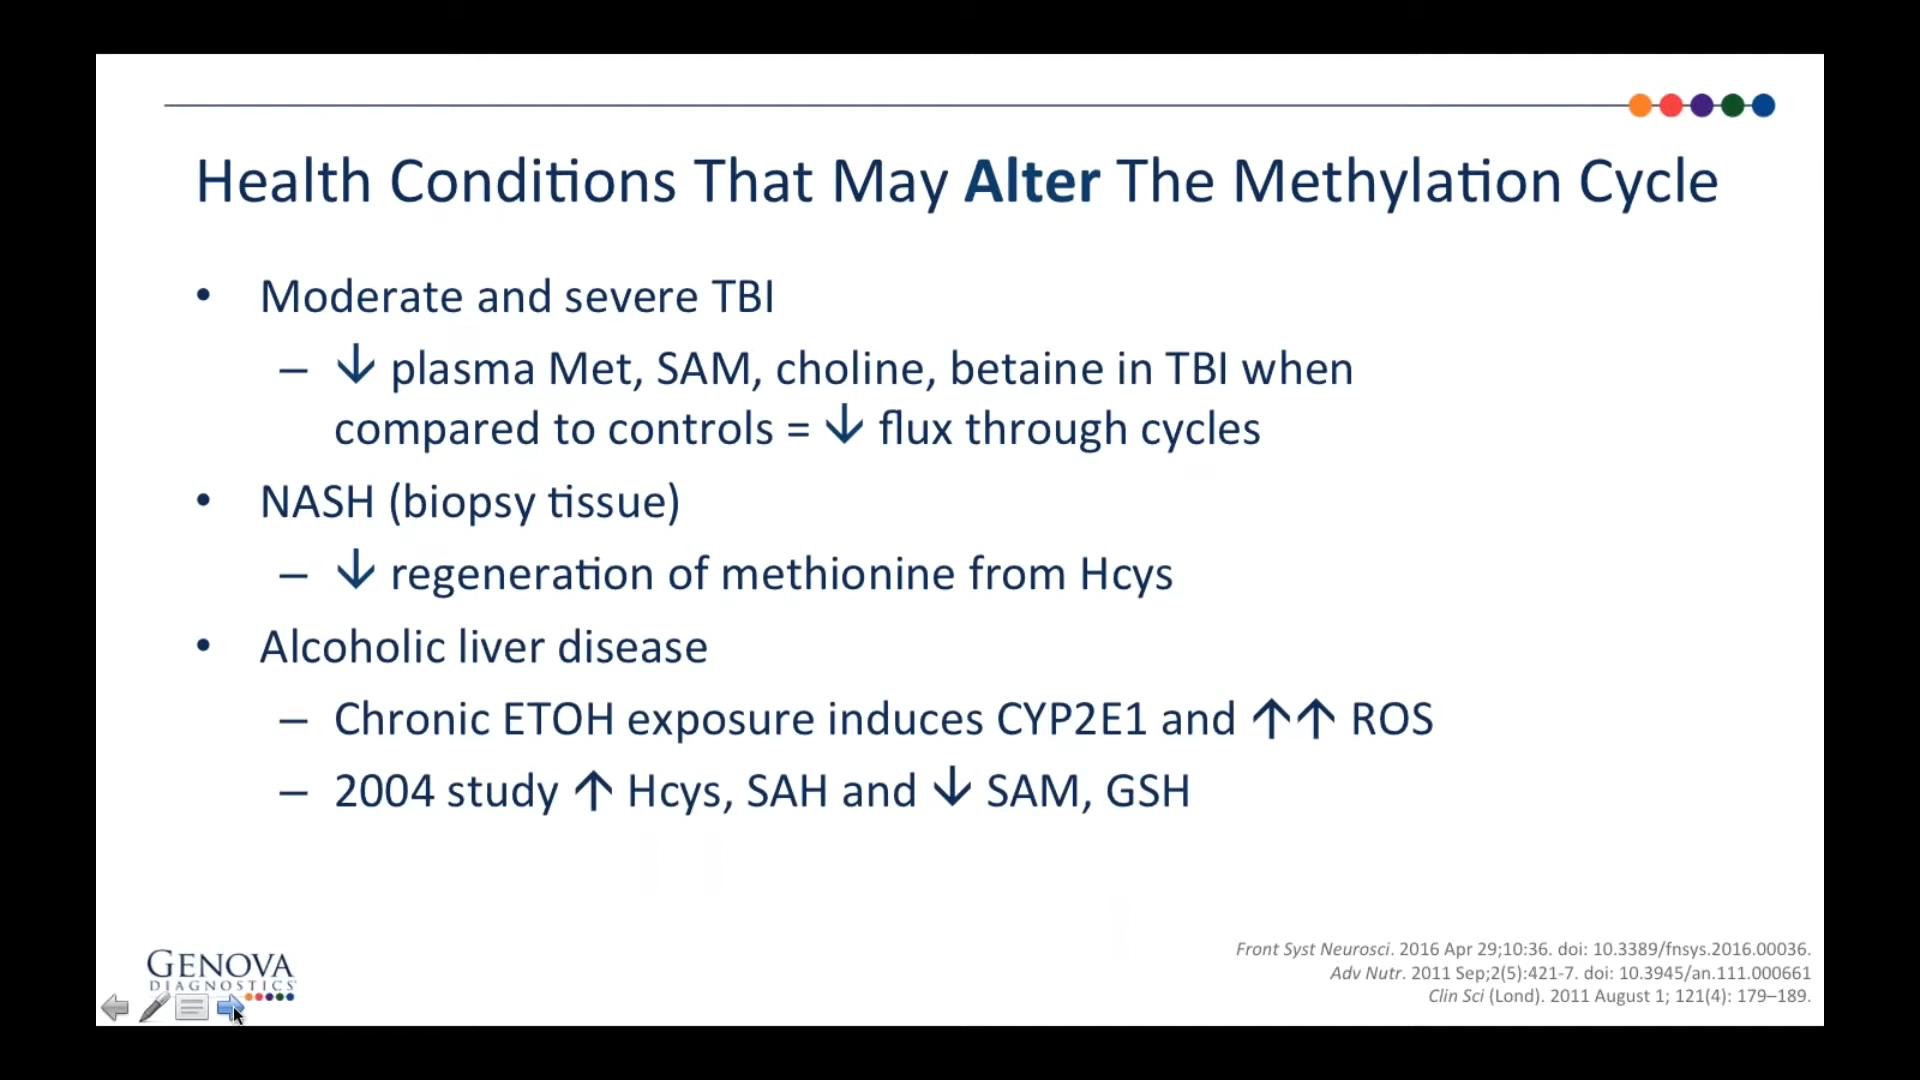 Health Conditions That May Alter The Methylation Cycle
• Moderate and severe TBI
– ↓ plasma Met, SAM, choline, betaine in TBI when
compared to controls = ↓ flux through cycles
• NASH (biopsy tissue)
– ↓ regeneration of methionine from Hcys
• Alcoholic liver disease
– Chronic ETOH exposure induces CYP2E1 and ↑↑ ROS
– 2004 study ↑ Hcys, SAH and ↓ SAM, GSH
GENOVA
DIAGNOSTICS
Front Syst Neurosci. 2016 Apr 29;10:36. doi: 10.3389/fnsys.2016.00036.
Adv Nutr. 2011 Sep;2(5):421-7. doi: 10.3945/an.111.000661
Clin Sci (Lond). 2011 August 1; 121(4): 179–189.